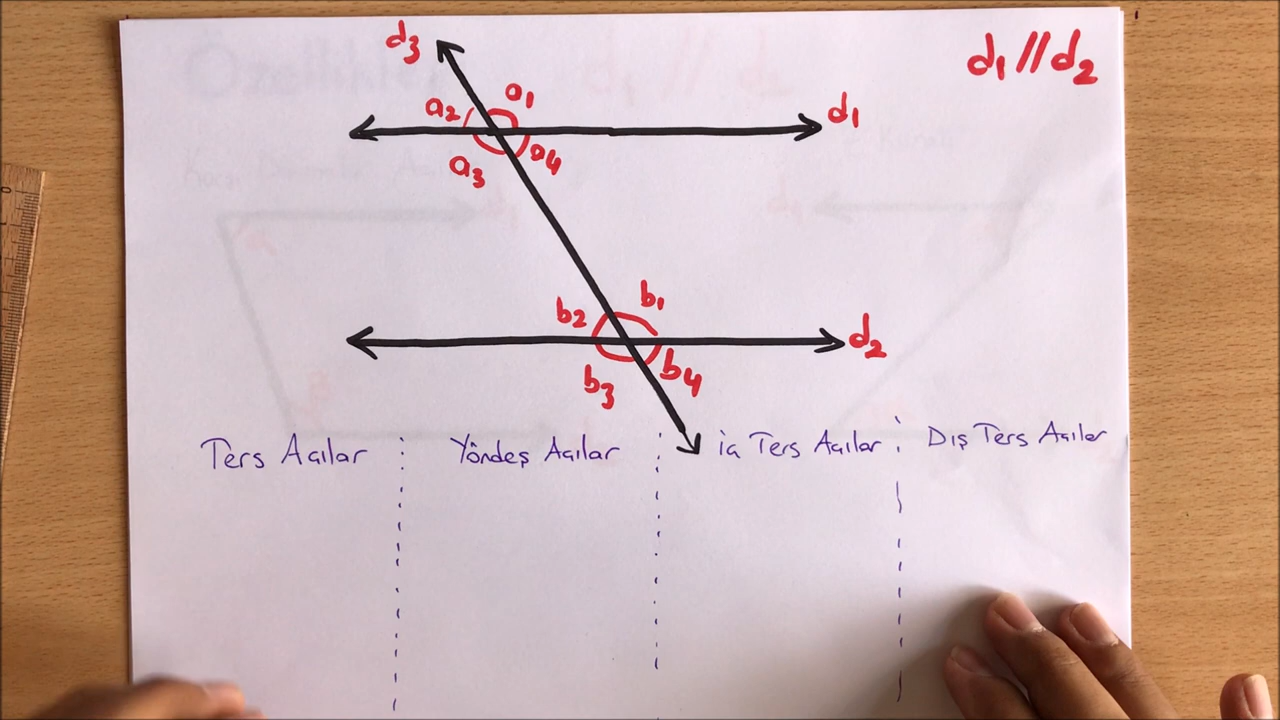 d3
d1 // d2
a2 a1
d1
a3 a4
b2 b1
d2
b3 b4
Ters Açılar
Yöndeş Açılar
iç Ters Açılar
Dış Ters Açılar